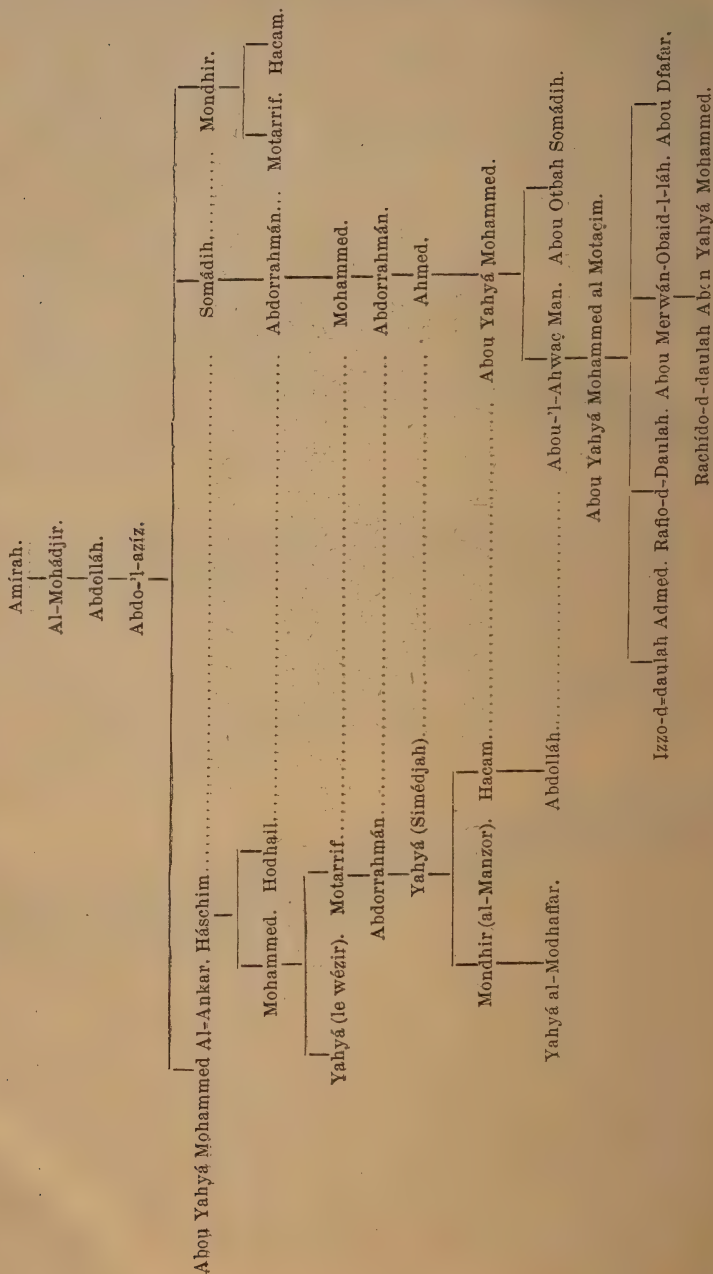 Amírah.
Al-Mohádjir.
Abdolláh.
Abdo-'l-azíz.
Abou Yahyá Mohammed Al-Ankar. Háschim. Somádih. Mondhir.
Mohammed. Hodhail. Abdorrahmán. Motarrif. Hacam.
Yahyá (le wézir). Motarrif. Mohammed.
Abdorrahmán. Abdorrahmán.
Yahyá (Simédjah). Ahmed.
Mondhir (al-Manzor). Hacam. Abou Yahyá Mohammed.
Yahyá al-Modhaffar. Abdolláh. Abou-'l-Ahwaç Man. Abou Otbah Somádih.
Abou Yahyá Mohammed al Motaçim.
Izzo-d=daulah Admed. Rafio-d-Daulah. Abou Merwán-Obaid-l-láh. Abou Dfafar.
Rachído-d-daulah Abcn Yahyá Mohammed.